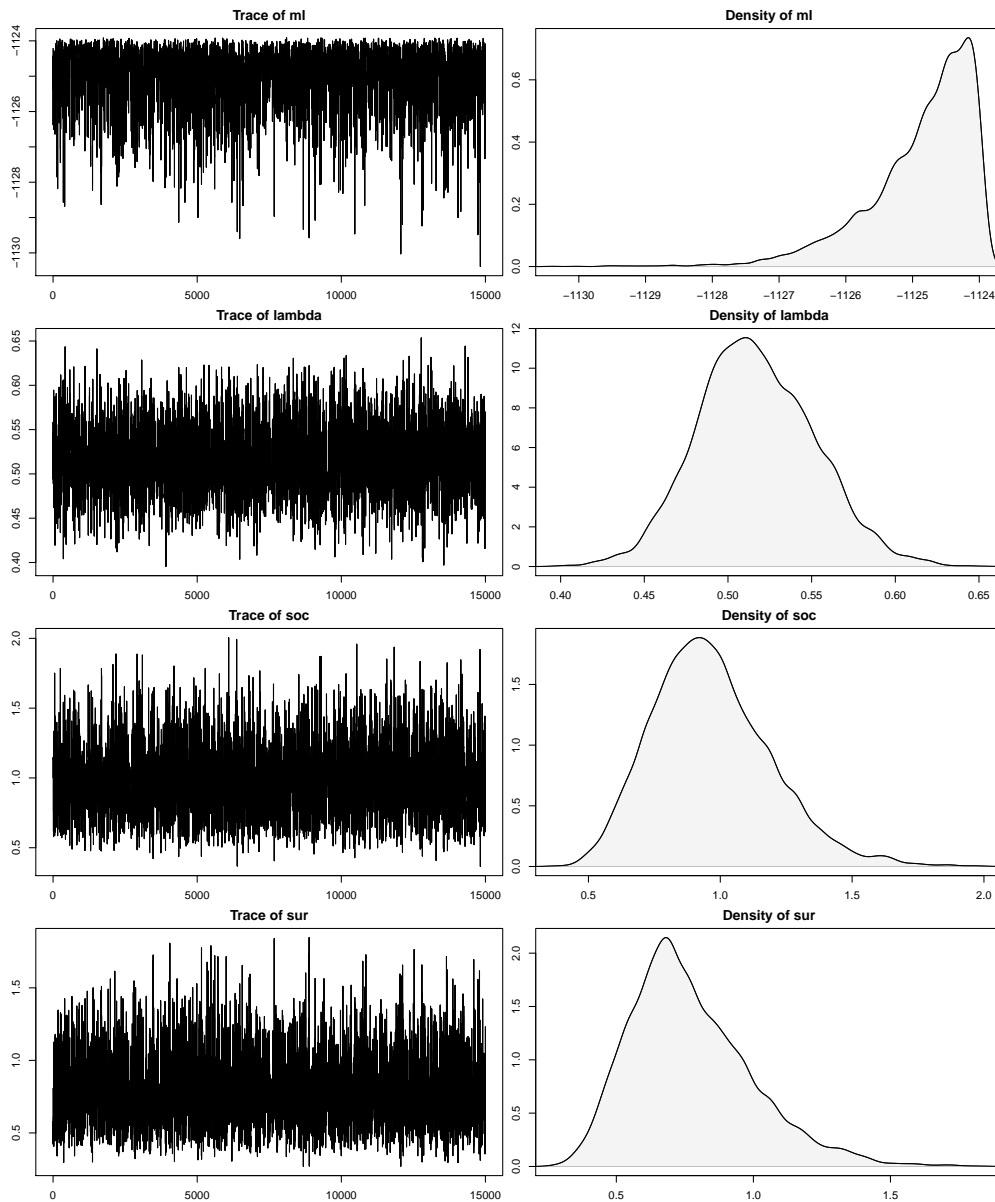 Trace of ml
Density of ml
−1130 −1128 −1126 −1124
0.0 0.2 0.4 0.6
0 5000 10000 15000
−1130 −1129 −1128 −1127 −1126 −1125 −1124
Trace of lambda
Density of lambda
0.40 0.45 0.50 0.55 0.60 0.65
0 2 4 6 8 10 12
0 5000 10000 15000
0.40 0.45 0.50 0.55 0.60 0.65
Trace of soc
Density of soc
0.5 1.0 1.5 2.0
0.0 0.5 1.0 1.5
0 5000 10000 15000
0.5 1.0 1.5 2.0
Trace of sur
Density of sur
0.5 1.0 1.5
0.0 0.5 1.0 1.5 2.0
0 5000 10000 15000
0.5 1.0 1.5